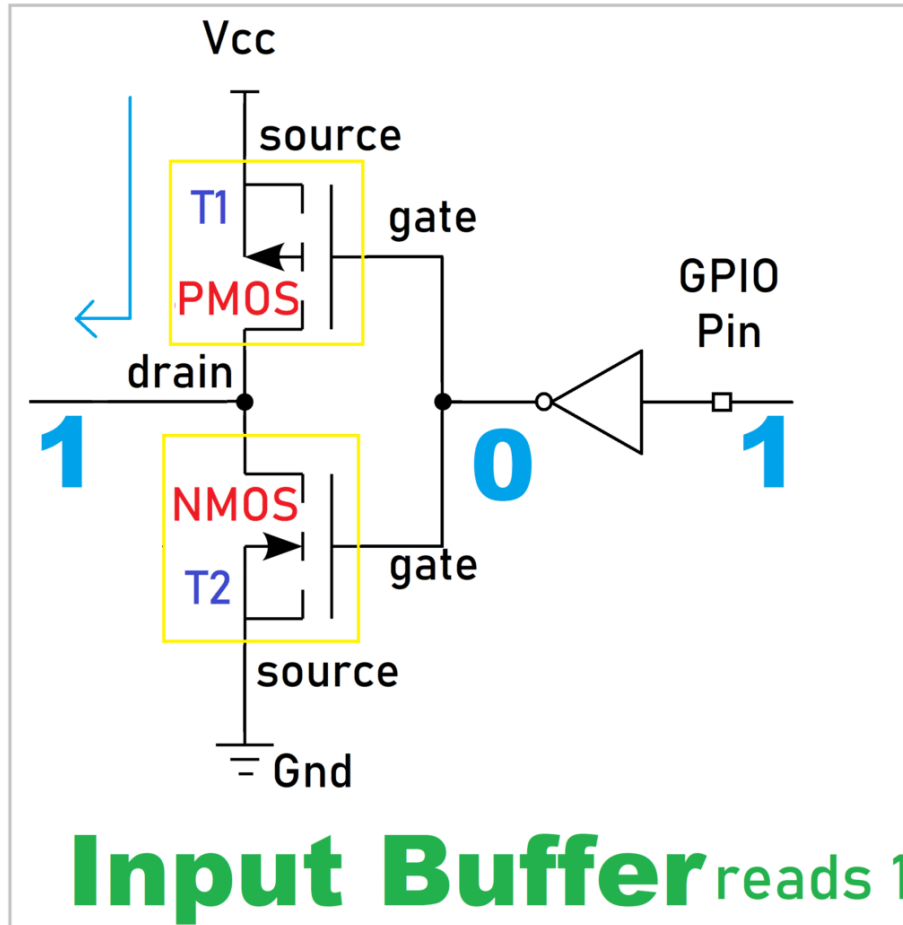 Vcc
source
T1
gate
PMOS
GPIO
Pin
drain
1
0
1
NMOS
gate
T2
source
Gnd
Input Buffer reads 1